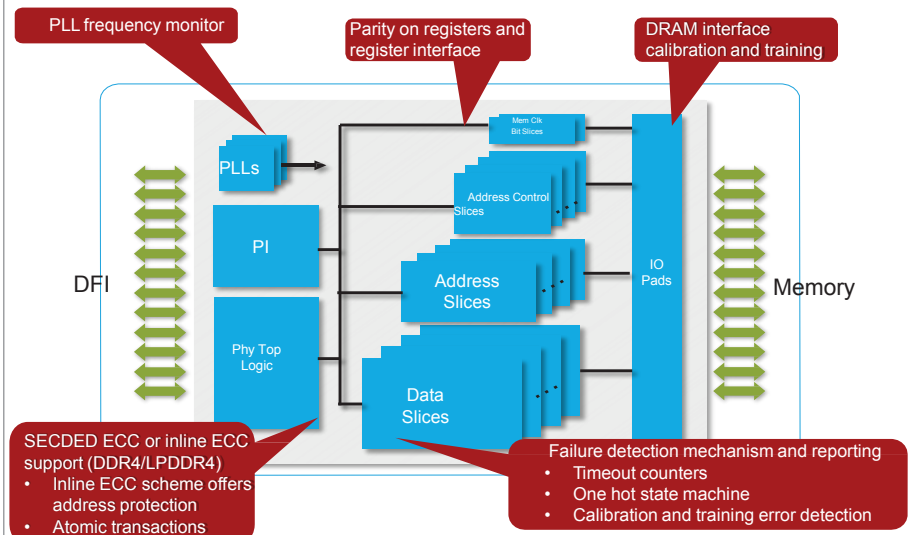 PLL frequency monitor
Parity on registers and
register interface
DRAM interface
calibration and training
Mem Clk
Bit Slices
PLLs
Address Control
Slices
PI
IO
Pads
DFI
Address
Slices
Memory
Phy Top
Logic
Data
Slices
SECDED ECC or inline ECC
support (DDR4/LPDDR4)
• Inline ECC scheme offers
address protection
• Atomic transactions
Failure detection mechanism and reporting
• Timeout counters
• One hot state machine
• Calibration and training error detection